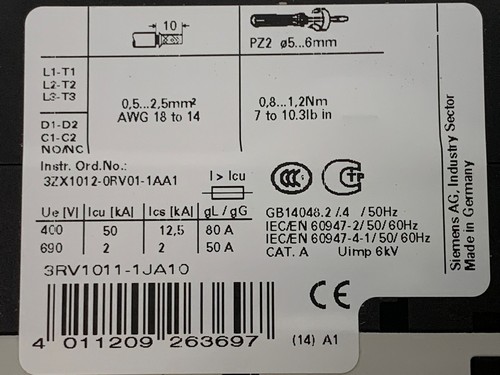 10
PZ2 ø5...6mm
L1-T1
L2-T2
L3-T3
0,5...2,5mm²
AWG 18 to 14
0,8...1,2Nm
7 to 10.3lb in
D1-D2
C1-C2
NO/NC
Instr. Ord.No.:
3ZX1012-0RV01-1AA1
I > Icu
CCC
Ue [V] Icu [kA] Ics [kA] gL / gG
400 50 12,5 80 A
690 2 2 50 A
GB14048.2 /.4 / 50Hz
IEC/EN 60947-2/50/60Hz
IEC/EN 60947-4-1/50/60Hz
CAT. A Uimp 6kV
3RV1011-1JA10
CE
4 011209 263697
(14) A1
Siemens AG, Industry Sector
Made in Germany